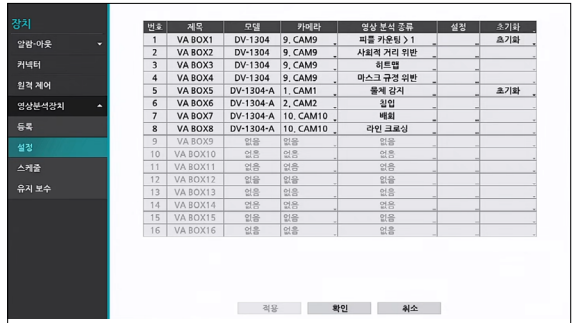 장치
알람-아웃
커넥터
원격 제어
영상분석장치
등록
설정
스케줄
유지 보수
번호 제목 모델 카메라 영상 분석 종류 설정 초기화
1 VA BOX1 DV-1304 9. CAM9 피플 카운팅 > 1 초기화
2 VA BOX2 DV-1304 9. CAM9 사회적 거리 위반
3 VA BOX3 DV-1304 9. CAM9 히트맵
4 VA BOX4 DV-1304 9. CAM9 마스크 규정 위반
5 VA BOX5 DV-1304-A 1. CAM1 물체 감지 초기화
6 VA BOX6 DV-1304-A 2. CAM2 침입
7 VA BOX7 DV-1304-A 10. CAM10 배회
8 VA BOX8 DV-1304-A 10. CAM10 라인 크로싱
9 VA BOX9 없음 없음 없음
10 VA BOX10 없음 없음 없음
11 VA BOX11 없음 없음 없음
12 VA BOX12 없음 없음 없음
13 VA BOX13 없음 없음 없음
14 VA BOX14 없음 없음 없음
15 VA BOX15 없음 없음 없음
16 VA BOX16 없음 없음 없음
적용 확인 취소